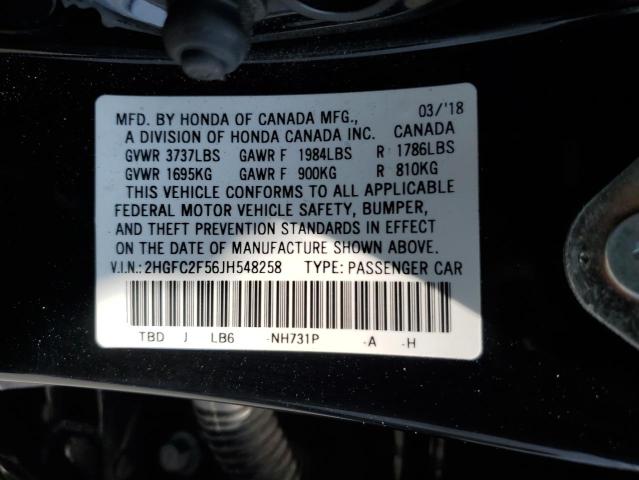 MFD. BY HONDA OF CANADA MFG., 03/'18
A DIVISION OF HONDA CANADA INC. CANADA
GVWR 3737LBS GAWR F 1984LBS R 1786LBS
GVWR 1695KG GAWR F 900KG R 810KG
THIS VEHICLE CONFORMS TO ALL APPLICABLE
FEDERAL MOTOR VEHICLE SAFETY, BUMPER,
AND THEFT PREVENTION STANDARDS IN EFFECT
ON THE DATE OF MANUFACTURE SHOWN ABOVE.
V.I.N.: 2HGFC2F56JH548258 TYPE: PASSENGER CAR
TBD J LB6 -NH731P -A -H